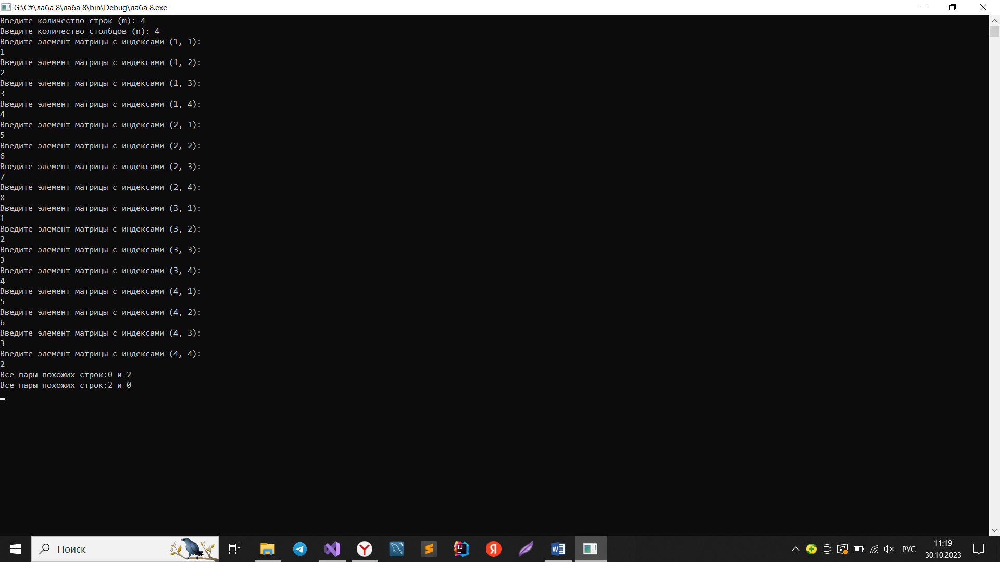 G:\C#\лаба 8\лаба 8\bin\Debug\лаба 8.exe
Введите количество строк (m): 4
Введите количество столбцов (n): 4
Введите элемент матрицы с индексами (1, 1):
1
Введите элемент матрицы с индексами (1, 2):
2
Введите элемент матрицы с индексами (1, 3):
3
Введите элемент матрицы с индексами (1, 4):
4
Введите элемент матрицы с индексами (2, 1):
5
Введите элемент матрицы с индексами (2, 2):
6
Введите элемент матрицы с индексами (2, 3):
7
Введите элемент матрицы с индексами (2, 4):
8
Введите элемент матрицы с индексами (3, 1):
1
Введите элемент матрицы с индексами (3, 2):
2
Введите элемент матрицы с индексами (3, 3):
3
Введите элемент матрицы с индексами (3, 4):
4
Введите элемент матрицы с индексами (4, 1):
5
Введите элемент матрицы с индексами (4, 2):
6
Введите элемент матрицы с индексами (4, 3):
3
Введите элемент матрицы с индексами (4, 4):
2
Все пары похожих строк:0 и 2
Все пары похожих строк:2 и 0
Поиск
IJ
Я
W
РУС
11:19
30.10.2023